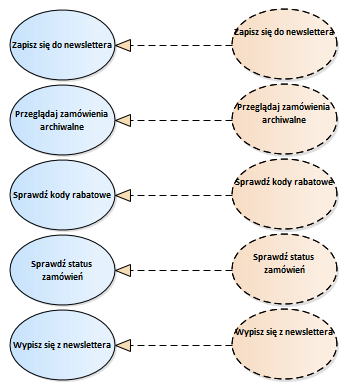 Zapisz się do newslettera
Zapisz się do newslettera
Przeglądaj zamówienia
archiwalne
Przeglądaj zamówienia
archiwalne
Sprawdź kody rabatowe
Sprawdź kody rabatowe
Sprawdź status
zamówień
Sprawdź status
zamówień
Wypisz się z newslettera
Wypisz się z newslettera